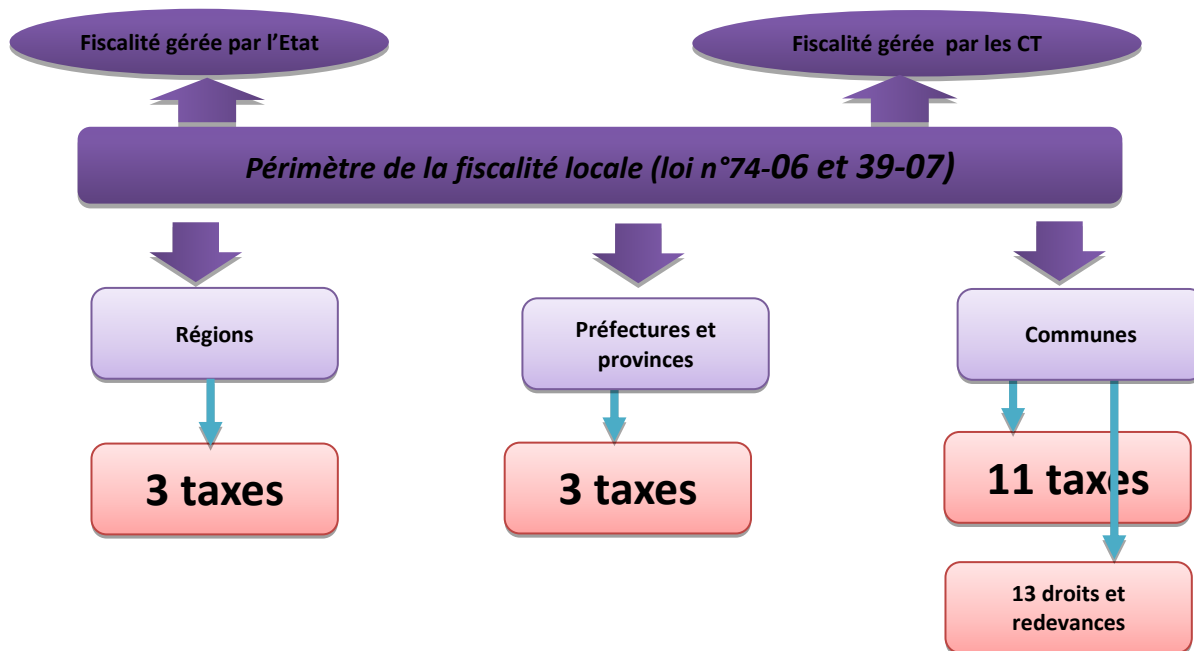 Fiscalité gérée par l’Etat
Fiscalité gérée  par les CT
Périmètre de la fiscalité locale (loi n°74-06 et 39-07)
Régions
Préfectures et
provinces
Communes
3 taxes
3 taxes
11 taxes
13 droits et
redevances